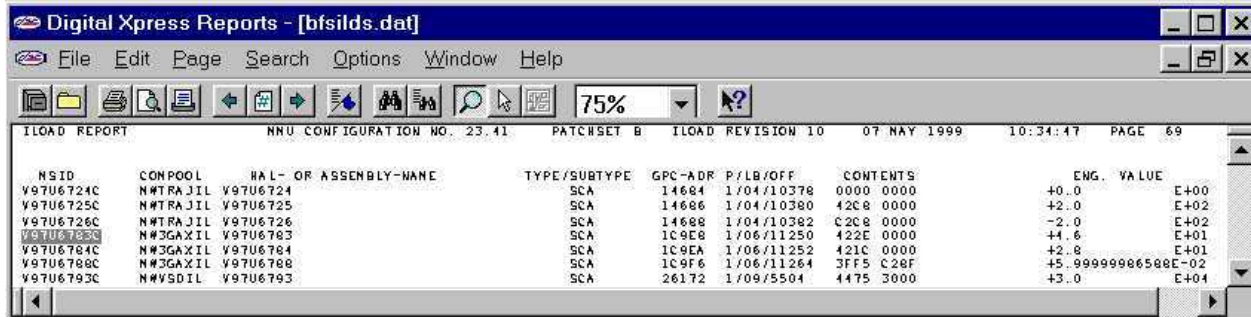 Digital Xpress Reports - [bfsilds.dat]
File Edit Page Search Options Window Help
75%
ILOAD REPORT MMU CONFIGURATION NO. 23.41 PATCHSET B ILOAD REVISION 10 07 MAY 1999 10:34:47 PAGE 69
MSID COMPOOL HAL- OR ASSEMBLY-NAME TYPE/SUBTYPE GPC-ADR P/LB/OFF CONTENTS ENG. VALUE
V97U6724C N#TRAJIL V97U6724 SCA 14684 1/04/10378 0000 0000 +0.0 E+00
V97U6725C N#TRAJIL V97U6725 SCA 14686 1/04/10380 42C8 0000 +2.0 E+02
V97U6726C N#TRAJIL V97U6726 SCA 14688 1/04/10382 C2C8 0000 -2.0 E+02
V97U6783C N#3GAXIL V97U6783 SCA 1C9E8 1/06/11250 422E 0000 +4.6 E+01
V97U6784C N#3GAXIL V97U6784 SCA 1C9EA 1/06/11252 421C 0000 +2.8 E+01
V97U6788C N#3GAXIL V97U6788 SCA 1C9F6 1/06/11264 3FF5 C28F +5.99999986588E-02
V97U6793C N#VSDIL V97U6793 SCA 26172 1/09/5504 4475 3000 +3.0 E+04